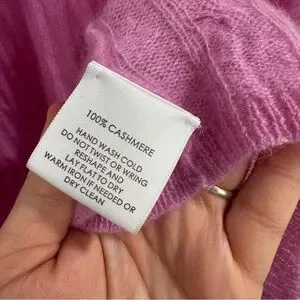 100% CASHMERE
HAND WASH COLD
DO NOT TWIST OR WRING
RESHAPE AND
LAY FLAT TO DRY
WARM IRON IF NEEDED OR
DRY CLEAN